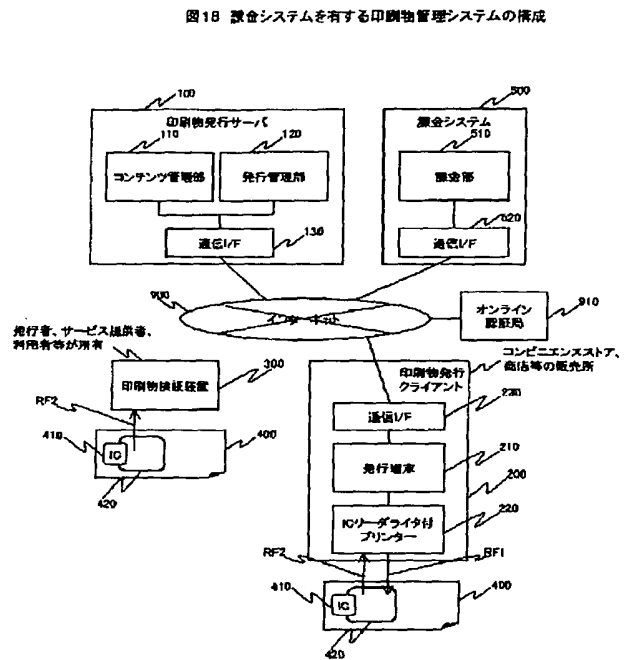 図18 課金システムを有する印刷物管理システムの構成
100
印刷物発行サーバ
110
120
コンテンツ管理部
発行管理部
130
通信I/F
500
課金システム
510
課金部
520
通信I/F
900
インターネット
オンライン
認証局
910
発行者、サービス提供者、
利用者等が所有
印刷物検証装置
300
RF2
410
IC
400
420
コンビニエンスストア、
商店等の販売所
印刷物発行
クライアント
通信I/F
230
発行端末
210
200
ICリーダライタ付
プリンター
220
RF2
RF1
410
IC
400
420